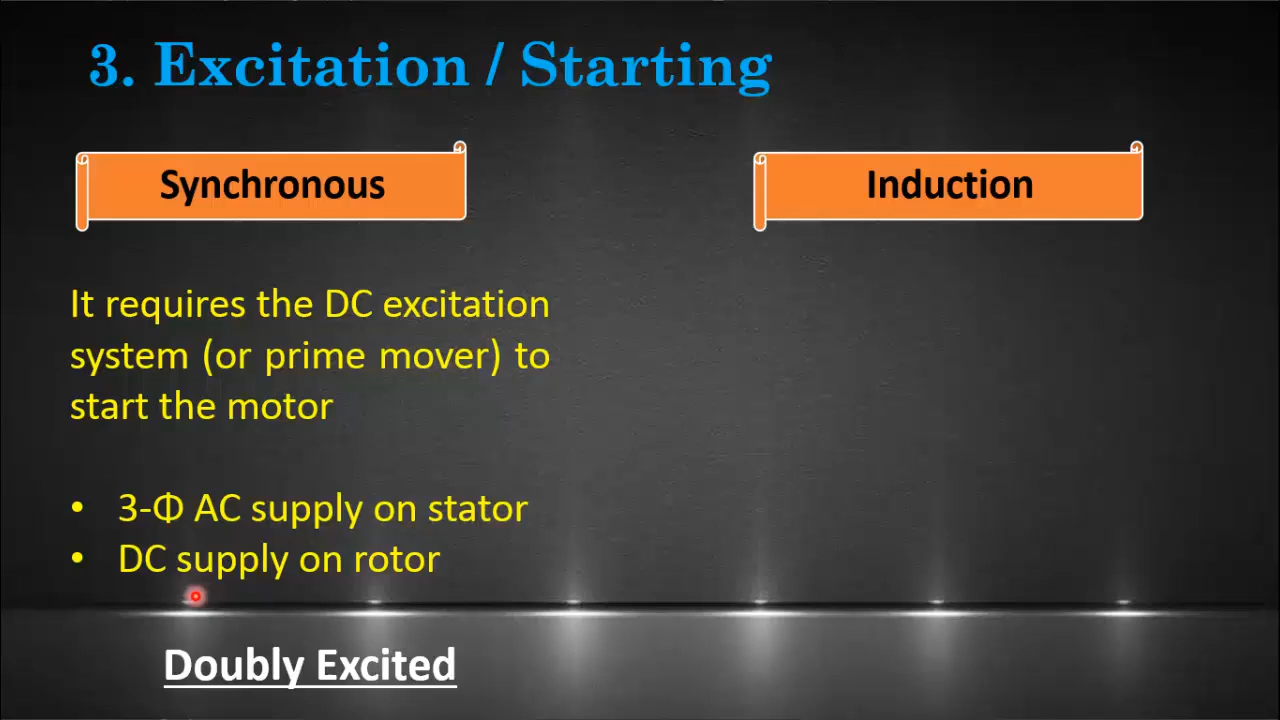 3. Excitation / Starting
Synchronous
Induction
It requires the DC excitation
system (or prime mover) to
start the motor
• 3-Φ AC supply on stator
• DC supply on rotor
Doubly Excited